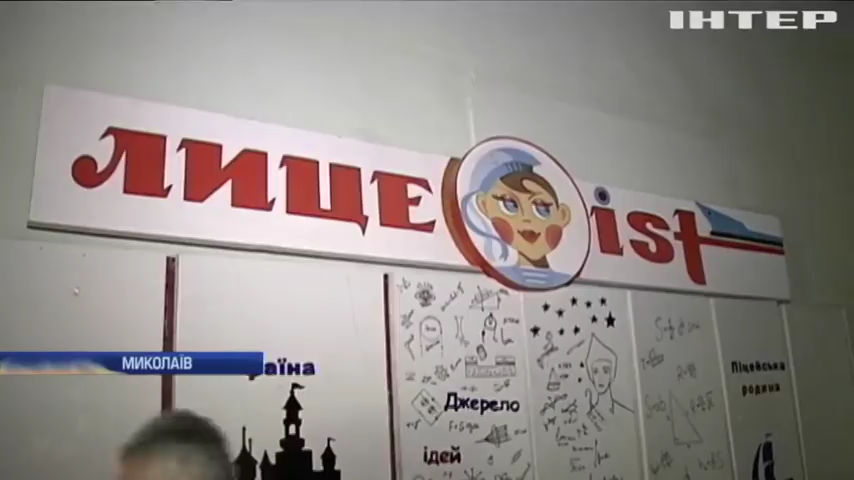 ІНТЕР
лице ist
МИКОЛАЇВ
раїна
Джерело
ідей
Ліцейська
родина